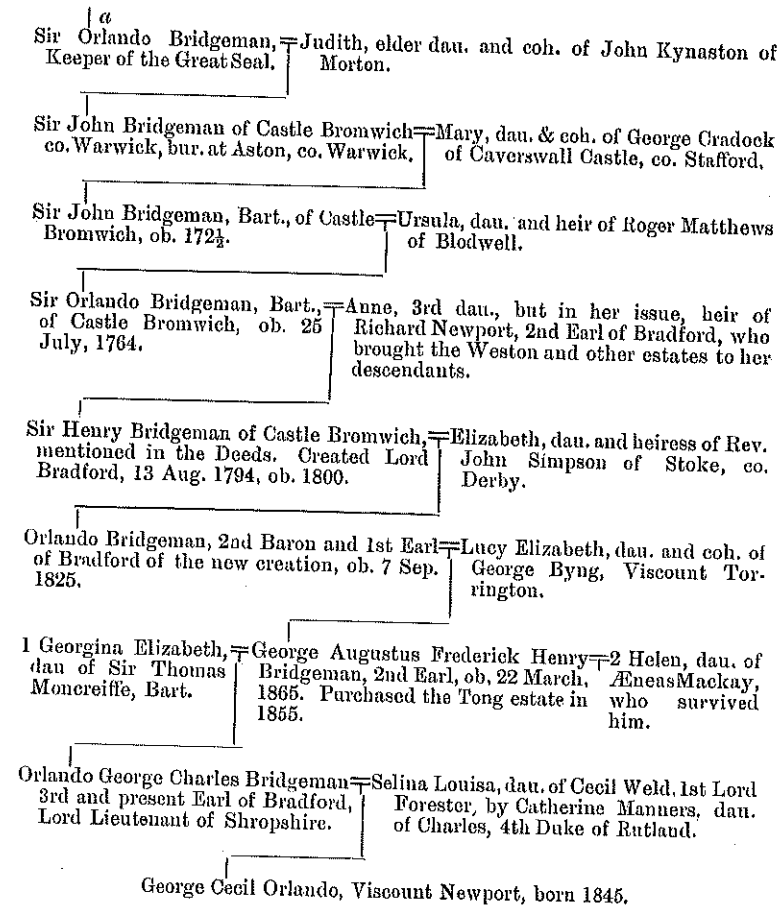 a
Sir Orlando Bridgeman,
Keeper of the Great Seal.
Judith, elder dau. and coh. of John Kynaston of
Morton.
Sir John Bridgeman of Castle Bromwich
co. Warwick, bur. at Aston, co. Warwick.
Mary, dau. & coh. of George Cradock
of Caverswall Castle, co. Stafford.
Sir John Bridgeman, Bart., of Castle
Bromwich, ob. 172½.
Ursula, dau. and heir of Roger Matthews
of Blodwell.
Sir Orlando Bridgeman, Bart.,
of Castle Bromwich, ob. 25
July, 1764.
Anne, 3rd dau., but in her issue, heir of
Richard Newport, 2nd Earl of Bradford, who
brought the Weston and other estates to her
descendants.
Sir Henry Bridgeman of Castle Bromwich,
mentioned in the Deeds. Created Lord
Bradford, 13 Aug. 1794, ob. 1800.
Elizabeth, dau. and heiress of Rev.
John Simpson of Stoke, co.
Derby.
Orlando Bridgeman, 2nd Baron and 1st Earl
of Bradford of the new creation, ob. 7 Sep.
1825.
Lucy Elizabeth, dau. and coh. of
George Byng, Viscount Tor-
rington.
1 Georgina Elizabeth,
dau of Sir Thomas
Moncreiffe, Bart.
George Augustus Frederick Henry
Bridgeman, 2nd Earl, ob. 22 March,
1865. Purchased the Tong estate in
1855.
2 Helen, dau. of
Æneas Mackay,
who survived
him.
Orlando George Charles Bridgeman
3rd and present Earl of Bradford,
Lord Lieutenant of Shropshire.
Selina Louisa, dau. of Cecil Weld, 1st Lord
Forester, by Catherine Manners, dau.
of Charles, 4th Duke of Rutland.
George Cecil Orlando, Viscount Newport, born 1845.